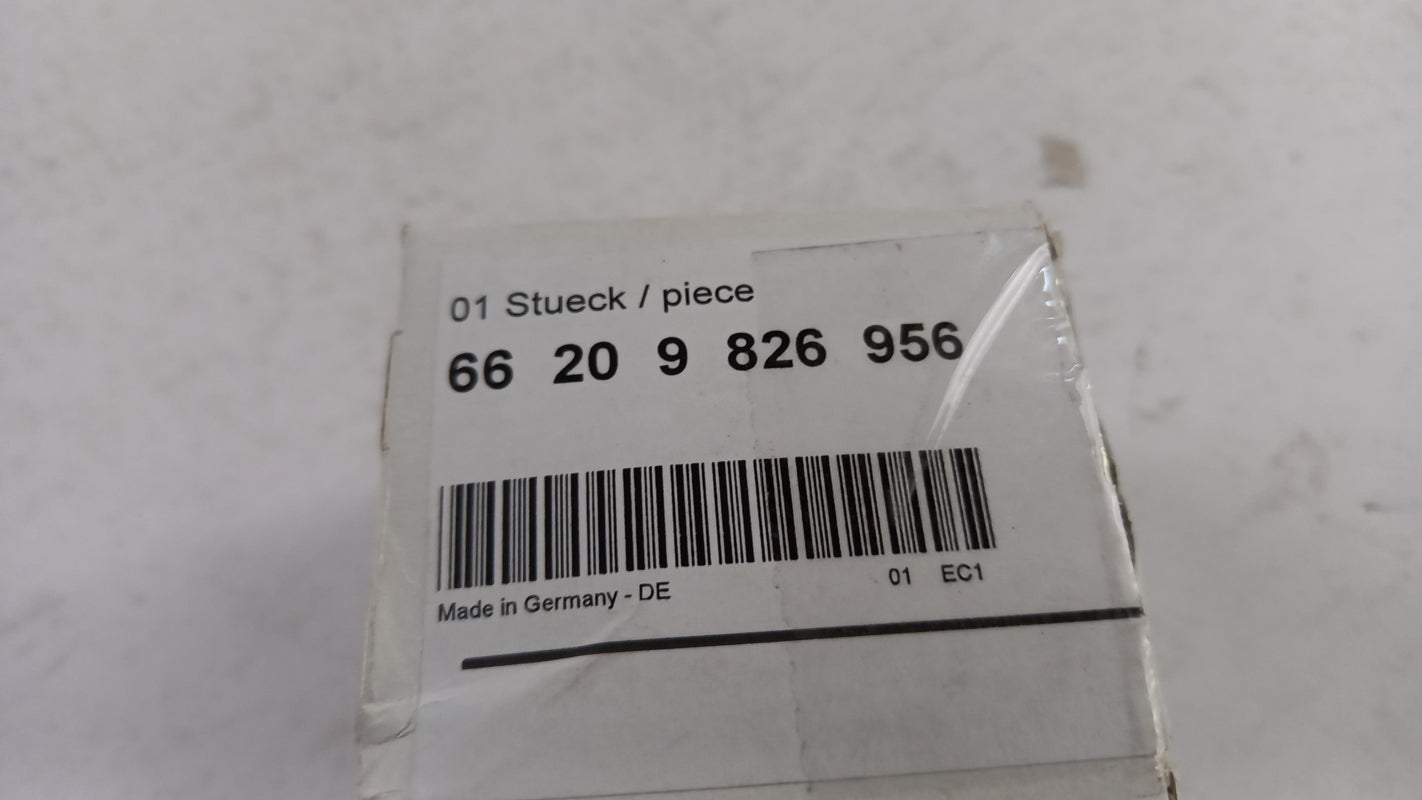 01 Stueck / piece
66 20 9 826 956
Made in Germany - DE 01 EC1